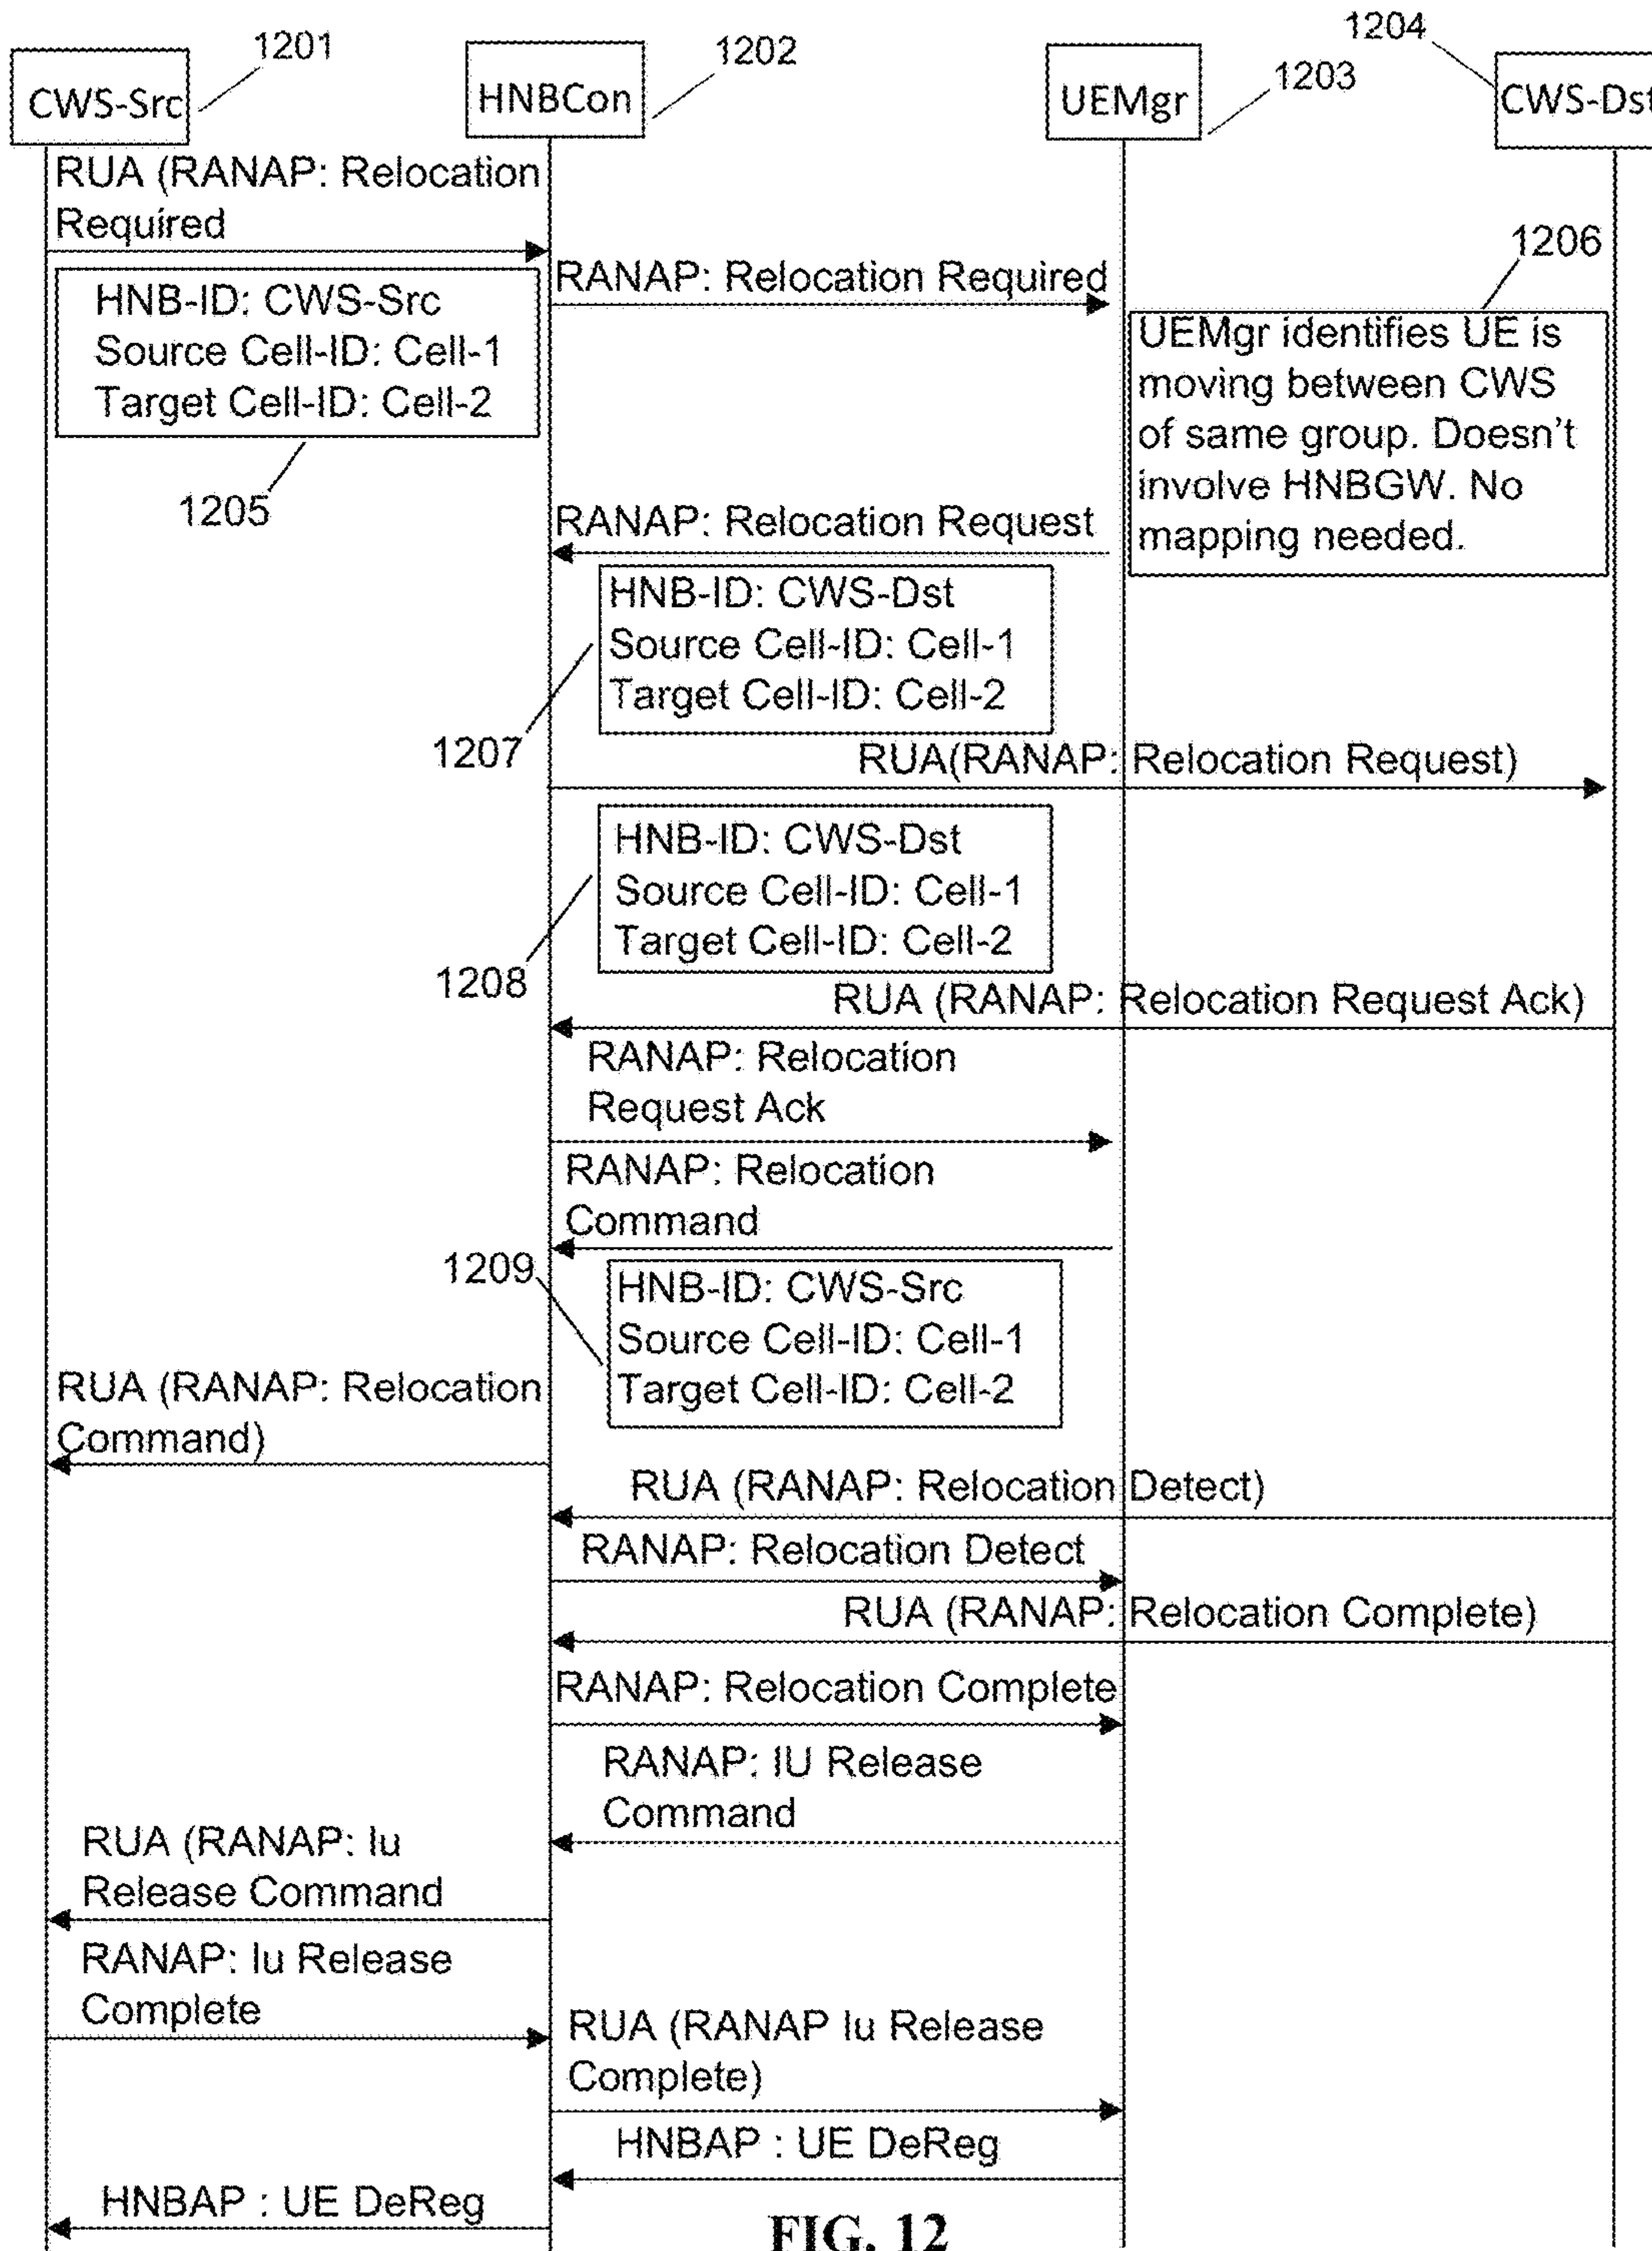 1201
1202
1203
1204
CWS-Src
HNBCon
UEMgr
CWS-Dst
RUA (RANAP: Relocation
Required
HNB-ID: CWS-Src
Source Cell-ID: Cell-1
Target Cell-ID: Cell-2
1205
RANAP: Relocation Required
1206
UEMgr identifies UE is
moving between CWS
of same group. Doesn't
involve HNBGW. No
mapping needed.
RANAP: Relocation Request
HNB-ID: CWS-Dst
Source Cell-ID: Cell-1
Target Cell-ID: Cell-2
1207
RUA(RANAP: Relocation Request)
HNB-ID: CWS-Dst
Source Cell-ID: Cell-1
Target Cell-ID: Cell-2
1208
RUA (RANAP: Relocation Request Ack)
RANAP: Relocation
Request Ack
RANAP: Relocation
Command
1209
HNB-ID: CWS-Src
Source Cell-ID: Cell-1
Target Cell-ID: Cell-2
RUA (RANAP: Relocation
Command)
RUA (RANAP: Relocation Detect)
RANAP: Relocation Detect
RUA (RANAP: Relocation Complete)
RANAP: Relocation Complete
RANAP: IU Release
Command
RUA (RANAP: Iu
Release Command
RANAP: Iu Release
Complete
RUA (RANAP Iu Release
Complete)
HNBAP : UE DeReg
HNBAP : UE DeReg
FIG. 12